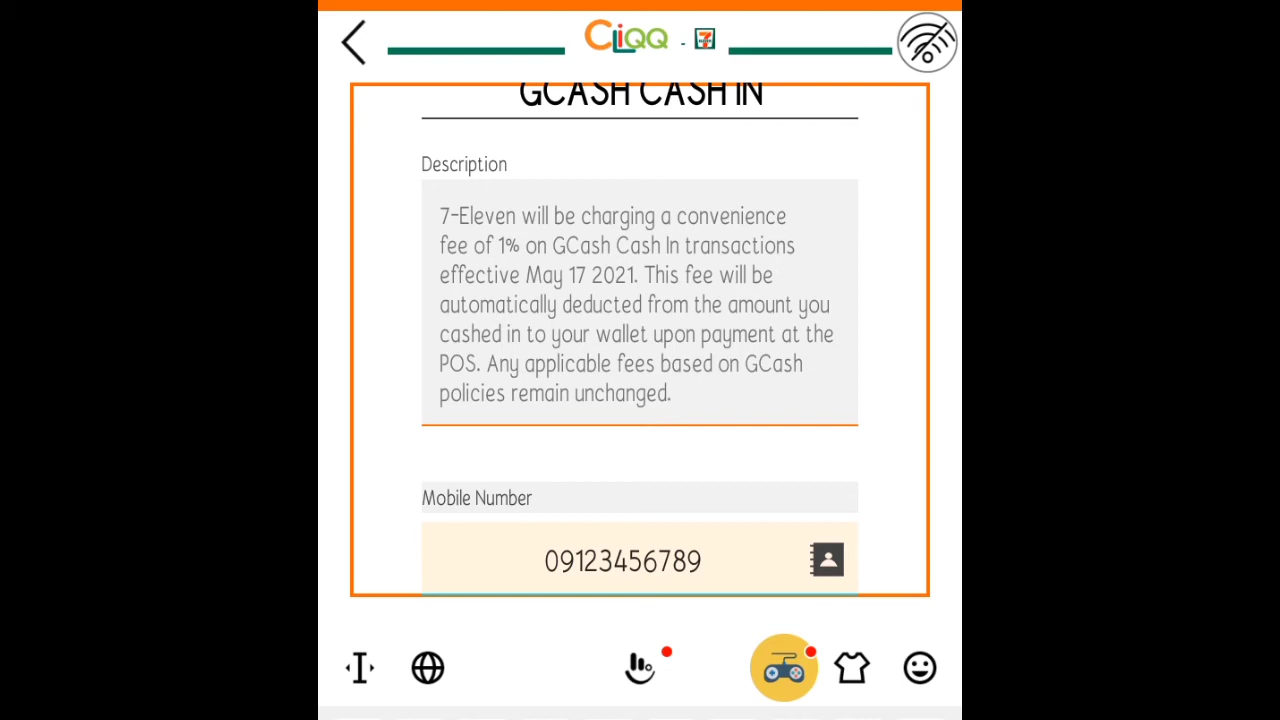 CLiQQ - 7 ELEVEN
GCASH CASH IN
Description
7-Eleven will be charging a convenience
fee of 1% on GCash Cash In transactions
effective May 17 2021. This fee will be
automatically deducted from the amount you
cashed in to your wallet upon payment at the
POS. Any applicable fees based on GCash
policies remain unchanged.
Mobile Number
09123456789